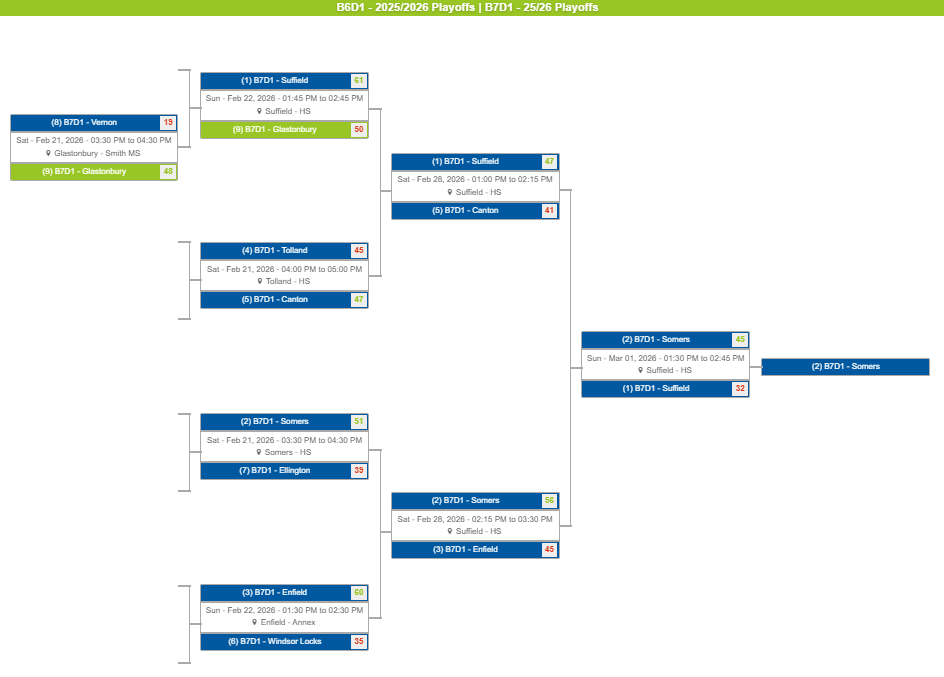 B6D1 - 2025/2026 Playoffs | B7D1 - 25/26 Playoffs
(8) B7D1 - Vernon 19
Sat - Feb 21, 2026 - 03:30 PM to 04:30 PM
Glastonbury - Smith MS
(9) B7D1 - Glastonbury 48
(1) B7D1 - Suffield 61
Sun - Feb 22, 2026 - 01:45 PM to 02:45 PM
Suffield - HS
(9) B7D1 - Glastonbury 50
(4) B7D1 - Tolland 45
Sat - Feb 21, 2026 - 04:00 PM to 05:00 PM
Tolland - HS
(5) B7D1 - Canton 47
(2) B7D1 - Somers 51
Sat - Feb 21, 2026 - 03:30 PM to 04:30 PM
Somers - HS
(7) B7D1 - Ellington 39
(3) B7D1 - Enfield 60
Sun - Feb 22, 2026 - 01:30 PM to 02:30 PM
Enfield - Annex
(6) B7D1 - Windsor Locks 35
(1) B7D1 - Suffield 47
Sat - Feb 28, 2026 - 01:00 PM to 02:15 PM
Suffield - HS
(5) B7D1 - Canton 41
(2) B7D1 - Somers 56
Sat - Feb 28, 2026 - 02:15 PM to 03:30 PM
Suffield - HS
(3) B7D1 - Enfield 45
(2) B7D1 - Somers 45
Sun - Mar 01, 2026 - 01:30 PM to 02:45 PM
Suffield - HS
(1) B7D1 - Suffield 32
(2) B7D1 - Somers